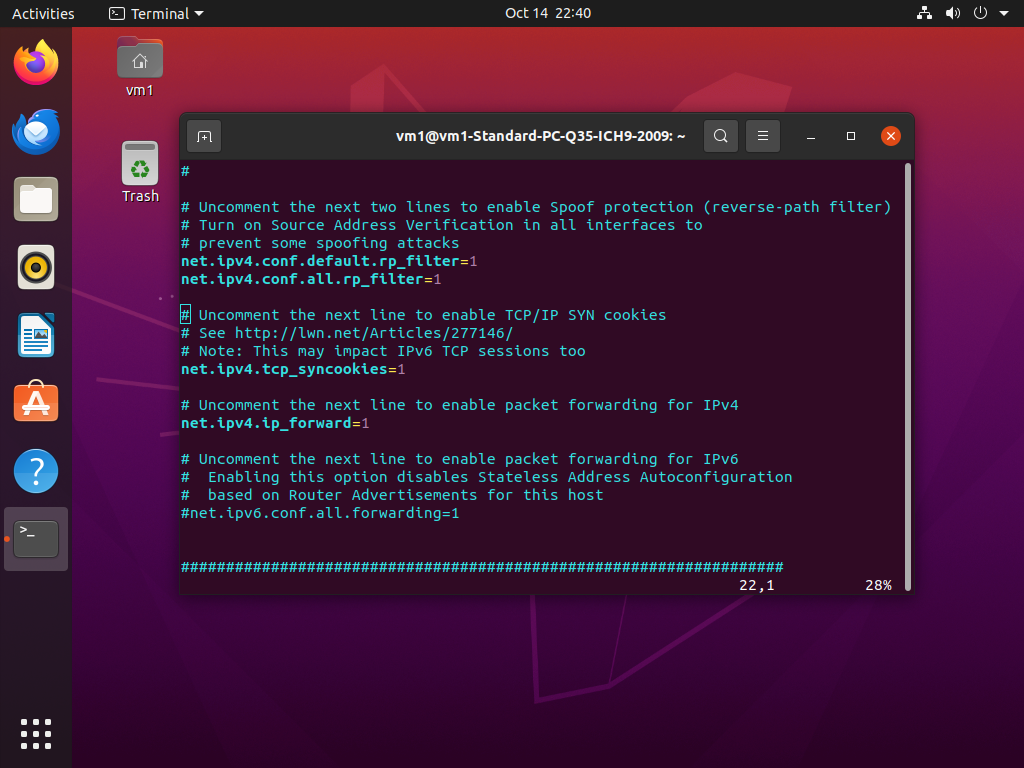 Activities
Terminal
Oct 14 22:40
vm1
Trash
vm1@vm1-Standard-PC-Q35-ICH9-2009: ~
#
# Uncomment the next two lines to enable Spoof protection (reverse-path filter)
# Turn on Source Address Verification in all interfaces to
# prevent some spoofing attacks
net.ipv4.conf.default.rp_filter=1
net.ipv4.conf.all.rp_filter=1
# Uncomment the next line to enable TCP/IP SYN cookies
# See http://lwn.net/Articles/277146/
# Note: This may impact IPv6 TCP sessions too
net.ipv4.tcp_syncookies=1
# Uncomment the next line to enable packet forwarding for IPv4
net.ipv4.ip_forward=1
# Uncomment the next line to enable packet forwarding for IPv6
#  Enabling this option disables Stateless Address Autoconfiguration
#  based on Router Advertisements for this host
#net.ipv6.conf.all.forwarding=1
###################################################################
22,1 28%